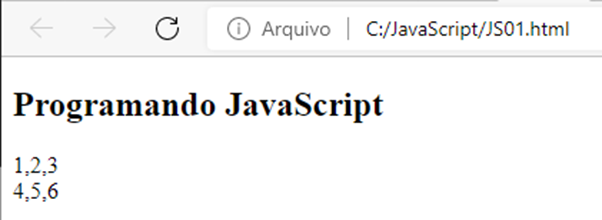 Arquivo | C:/JavaScript/JS01.html
Programando JavaScript
1,2,3
4,5,6